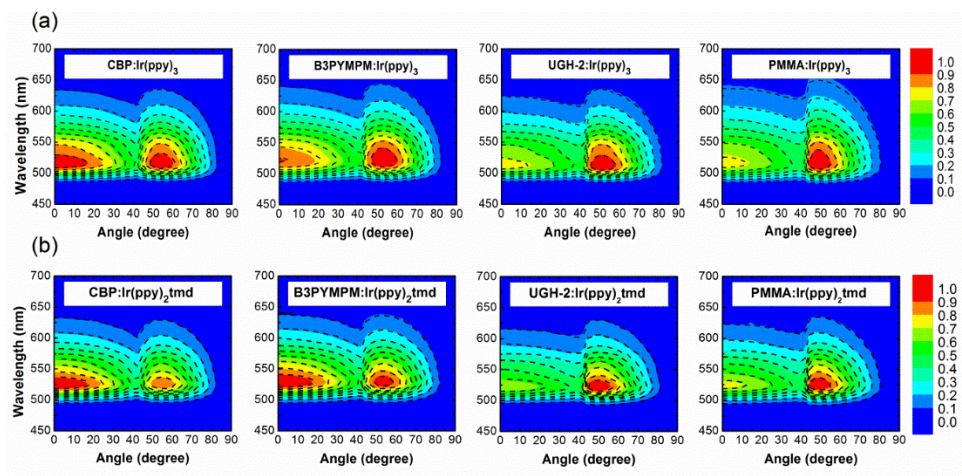 (a)
CBP:Ir(ppy)3
B3PYMPM:Ir(ppy)3
UGH-2:Ir(ppy)3
PMMA:Ir(ppy)3
Wavelength (nm)
700
650
600
550
500
450
0 10 20 30 40 50 60 70 80 90
Angle (degree)
700
650
600
550
500
450
0 10 20 30 40 50 60 70 80 90
Angle (degree)
700
650
600
550
500
450
0 10 20 30 40 50 60 70 80 90
Angle (degree)
700
650
600
550
500
450
0 10 20 30 40 50 60 70 80 90
Angle (degree)
1.0
0.9
0.8
0.7
0.6
0.5
0.4
0.3
0.2
0.1
0.0
(b)
CBP:Ir(ppy)2tmd
B3PYMPM:Ir(ppy)2tmd
UGH-2:Ir(ppy)2tmd
PMMA:Ir(ppy)2tmd
Wavelength (nm)
700
650
600
550
500
450
0 10 20 30 40 50 60 70 80 90
Angle (degree)
700
650
600
550
500
450
0 10 20 30 40 50 60 70 80 90
Angle (degree)
700
650
600
550
500
450
0 10 20 30 40 50 60 70 80 90
Angle (degree)
700
650
600
550
500
450
0 10 20 30 40 50 60 70 80 90
Angle (degree)
1.0
0.9
0.8
0.7
0.6
0.5
0.4
0.3
0.2
0.1
0.0